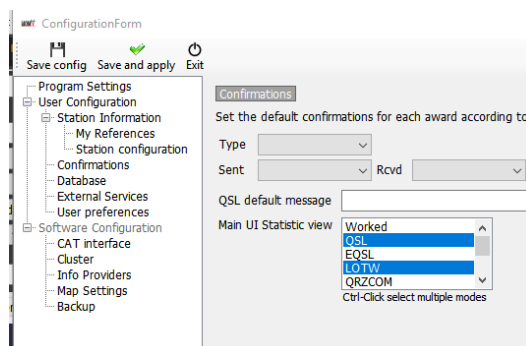 ConfigurationForm
Save config Save and apply Exit
Program Settings
User Configuration
Station Information
My References
Station configuration
Confirmations
Database
External Services
User preferences
Software Configuration
CAT interface
Cluster
Info Providers
Map Settings
Backup
Confirmations
Set the default confirmations for each award according to
Type
Sent Rcvd
QSL default message
Main UI Statistic view
Worked
QSL
EQSL
LOTW
QRZCOM
Ctrl-Click select multiple modes